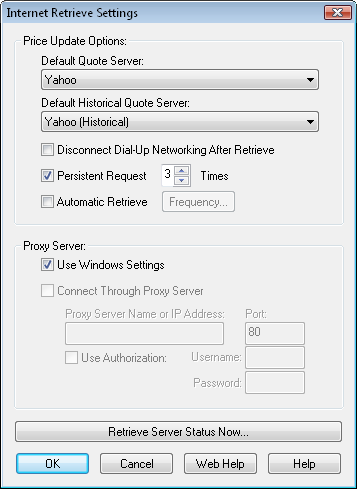 Internet Retrieve Settings
Price Update Options:
Default Quote Server:
Yahoo
Default Historical Quote Server:
Yahoo (Historical)
Disconnect Dial-Up Networking After Retrieve
Persistent Request 3 Times
Automatic Retrieve Frequency...
Proxy Server:
Use Windows Settings
Connect Through Proxy Server
Proxy Server Name or IP Address: Port:
80
Use Authorization: Username:
Password:
Retrieve Server Status Now...
OK Cancel Web Help Help